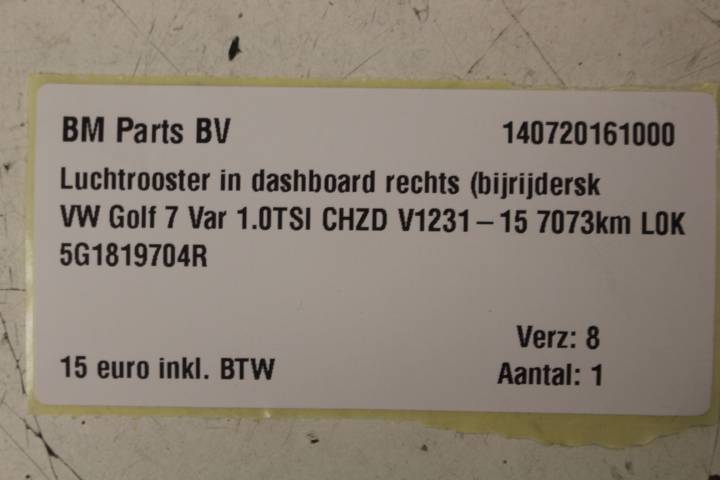 BM Parts BV 140720161000
Luchtrooster in dashboard rechts (bijrijdersk
VW Golf 7 Var 1.0TSI CHZD V1231-15 7073km L0K
5G1819704R
Verz: 8
15 euro inkl. BTW Aantal: 1